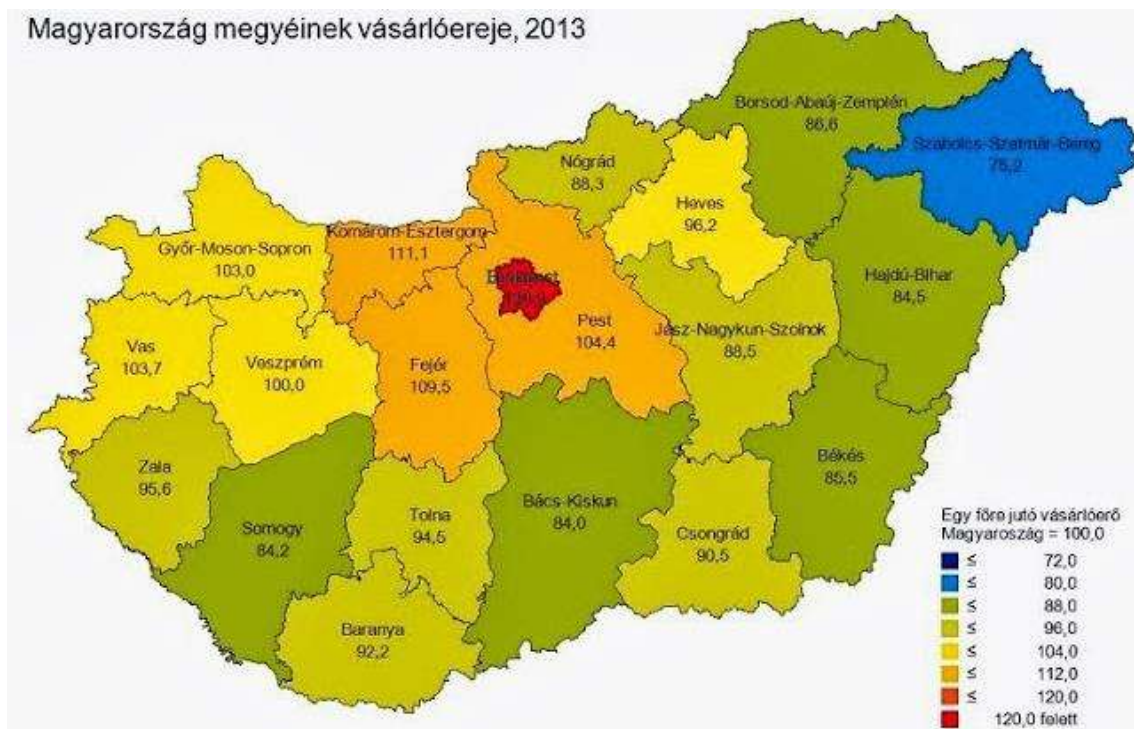 Magyarország megyéinek vásárlóereje, 2013
Borsod-Abaúj-Zemplén
86,6
Szabolcs-Szatmár-Bereg
75,2
Nógrád
88,3
Heves
96,2
Komárom-Esztergom
111,1
Győr-Moson-Sopron
103,0
Budapest
Hajdú-Bihar
84,5
Pest
104,4
Jász-Nagykun-Szolnok
88,5
Vas
103,7
Veszprém
100,0
Fejér
109,5
Zala
95,6
Békés
85,5
Somogy
84,2
Tolna
94,5
Bács-Kiskun
84,0
Csongrád
90,5
Baranya
92,2
Egy főre jutó vásárlóerő
Magyaroszág = 100,0
≤ 72,0
≤ 80,0
≤ 88,0
≤ 96,0
≤ 104,0
≤ 112,0
≤ 120,0
120,0 felett